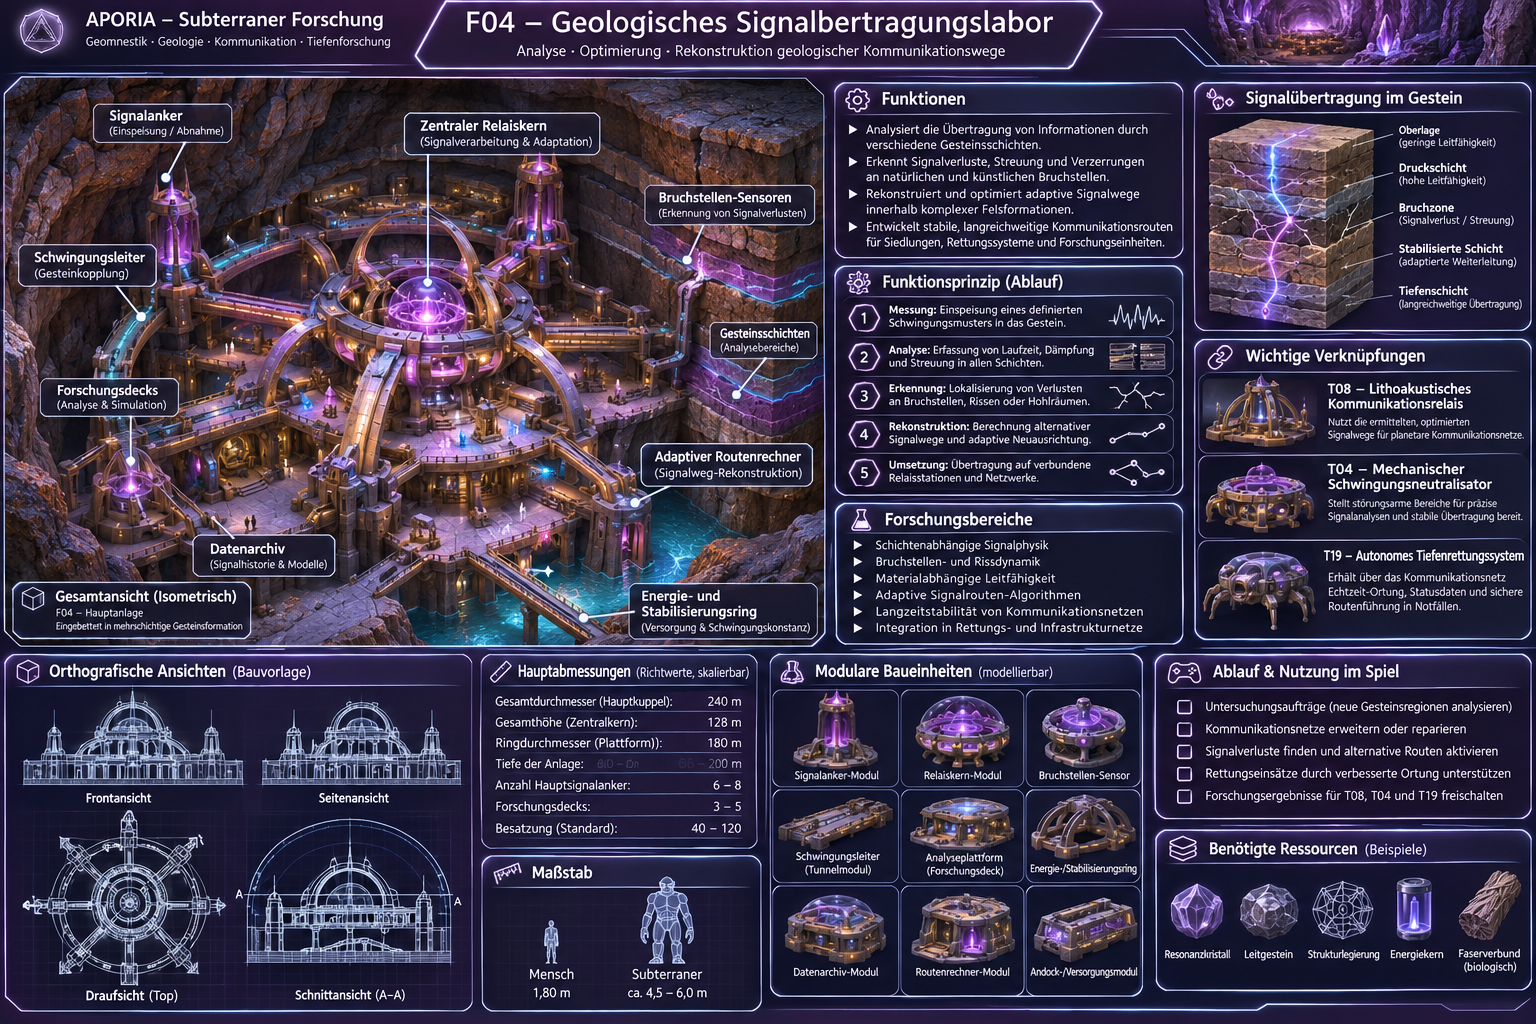 APORIA – Subterraner Forschung
Geomnestik · Geologie · Kommunikation · Tiefenforschung
F04 – Geologisches Signalbertragungslabor
Analyse · Optimierung · Rekonstruktion geologischer Kommunikationswege
Signalanker
(Einspeisung / Abnahme)
Zentraler Relaiskern
(Signalverarbeitung & Adaptation)
Bruchstellen-Sensoren
(Erkennung von Signalverlusten)
Schwingungsleiter
(Gesteinkopplung)
Gesteinsschichten
(Analysebereiche)
Forschungsdecks
(Analyse & Simulation)
Adaptiver Routenrechner
(Signalweg-Rekonstruktion)
Datenarchiv
(Signalhistorie & Modelle)
Energie- und
Stabilisierungsring
(Versorgung & Schwingungskonstanz)
Gesamtansicht (Isometrisch)
F04 – Hauptanlage
Eingebettet in mehrschichtige Gesteinsformation
Funktionen
▶ Analysiert die Übertragung von Informationen durch
verschiedene Gesteinsschichten.
▶ Erkennt Signalverluste, Streuung und Verzerrungen
an natürlichen und künstlichen Bruchstellen.
▶ Rekonstruiert und optimiert adaptive Signalwege
innerhalb komplexer Felsformationen.
▶ Entwickelt stabile, langreichweitige Kommunikationsrouten
für Siedlungen, Rettungssysteme und Forschungseinheiten.
Funktionsprinzip (Ablauf)
1 Messung: Einspeisung eines definierten
Schwingungsmusters in das Gestein.
2 Analyse: Erfassung von Laufzeit, Dämpfung
und Streuung in allen Schichten.
3 Erkennung: Lokalisierung von Verlusten
an Bruchstellen, Rissen oder Hohlräumen.
4 Rekonstruktion: Berechnung alternativer
Signalwege und adaptive Neuausrichtung.
5 Umsetzung: Übertragung auf verbundene
Relaisstationen und Netzwerke.
Forschungsbereiche
▶ Schichtenabhängige Signalphysik
▶ Bruchstellen- und Rissdynamik
▶ Materialabhängige Leitfähigkeit
▶ Adaptive Signalrouten-Algorithmen
▶ Langzeitstabilität von Kommunikationsnetzen
▶ Integration in Rettungs- und Infrastrukturnetze
Signalübertragung im Gestein
Oberlage
(geringe Leitfähigkeit)
Druckschicht
(hohe Leitfähigkeit)
Bruchzone
(Signalverlust / Streuung)
Stabilisierte Schicht
(adaptierte Weiterleitung)
Tiefenschicht
(langreichweitige Übertragung)
Wichtige Verknüpfungen
T08 – Lithoakustisches
Kommunikationsrelais
Nutzt die ermittelten, optimierten
Signalwege für planetare Kommunikationsnetze.
T04 – Mechanischer
Schwingungsneutralisator
Stellt störungsarme Bereiche für präzise
Signalanalysen und stabile Übertragung bereit.
T19 – Autonomes Tiefenrettungssystem
Erhält über das Kommunikationsnetz
Echtzeit-Ortung, Statusdaten und sichere
Routenführung in Notfällen.
Orthografische Ansichten (Bauvorlage)
Frontansicht
Seitenansicht
A
A
Draufsicht (Top)
Schnittansicht (A–A)
Hauptabmessungen (Richtwerte, skalierbar)
Gesamtdurchmesser (Hauptkuppel): 240 m
Gesamthöhe (Zentralkern): 128 m
Ringdurchmesser (Plattform)): 180 m
Tiefe der Anlage: – 200 m
Anzahl Hauptsignalanker: 6 – 8
Forschungsdecks: 3 – 5
Besatzung (Standard): 40 – 120
Maßstab
Mensch
1,80 m
Subterraner
ca. 4,5 – 6,0 m
Modulare Baueinheiten (modellierbar)
Signalanker-Modul
Relaiskern-Modul
Bruchstellen-Sensor
Schwingungsleiter
(Tunnelmodul)
Analyseplattform
(Forschungsdeck)
Energie-/Stabilisierungsring
Datenarchiv-Modul
Routenrechner-Modul
Andock-/Versorgungsmodul
Ablauf & Nutzung im Spiel
Untersuchungsaufträge (neue Gesteinsregionen analysieren)
Kommunikationsnetze erweitern oder reparieren
Signalverluste finden und alternative Routen aktivieren
Rettungseinsätze durch verbesserte Ortung unterstützen
Forschungsergebnisse für T08, T04 und T19 freischalten
Benötigte Ressourcen (Beispiele)
Resonanzkristall
Leitgestein
Strukturlegierung
Energiekern
Faserverbund
(biologisch)